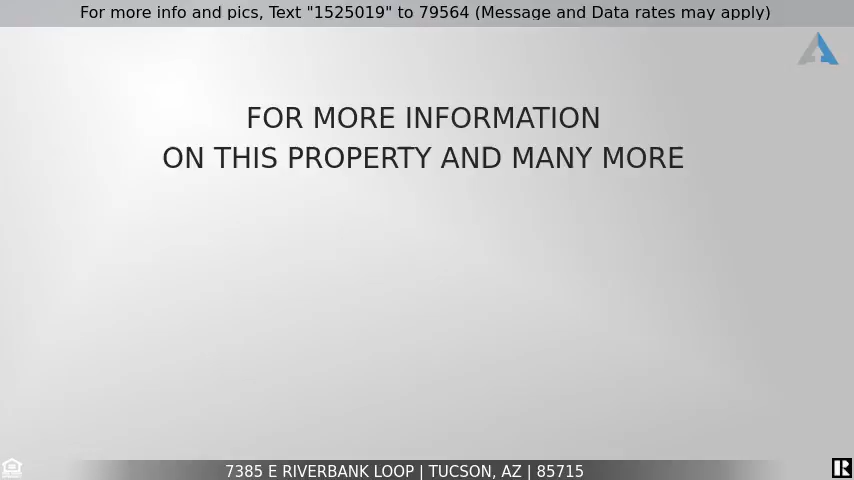 For more info and pics, Text "1525019" to 79564 (Message and Data rates may apply)
FOR MORE INFORMATION
ON THIS PROPERTY AND MANY MORE
7385 E RIVERBANK LOOP | TUCSON, AZ | 85715